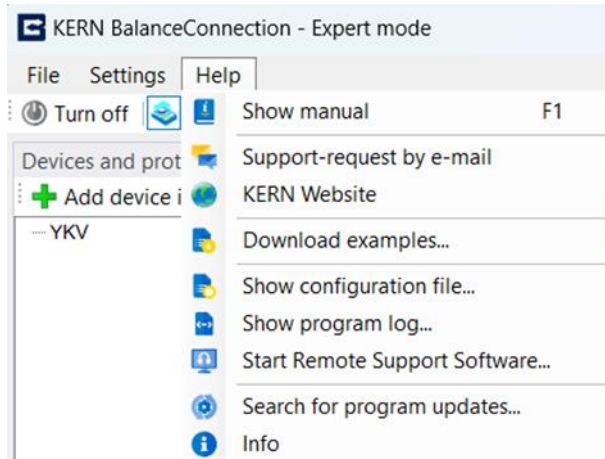 KERN BalanceConnection - Expert mode
File Settings Help
Turn off
Show manual F1
Devices and prot
Support-request by e-mail
Add device i
KERN Website
YKV
Download examples...
Show configuration file...
Show program log...
Start Remote Support Software...
Search for program updates...
Info